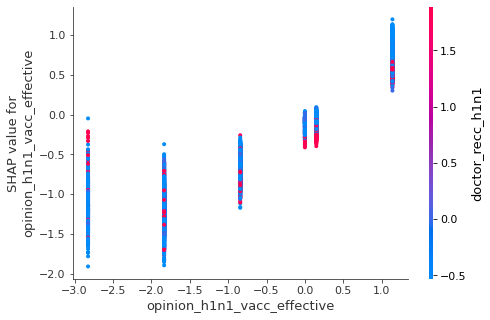 SHAP value for
opinion_h1n1_vacc_effective
1.0
0.5
0.0
−0.5
−1.0
−1.5
−2.0
−3.0 −2.5 −2.0 −1.5 −1.0 −0.5 0.0 0.5 1.0
opinion_h1n1_vacc_effective
1.5
1.0
0.5
0.0
−0.5
doctor_recc_h1n1